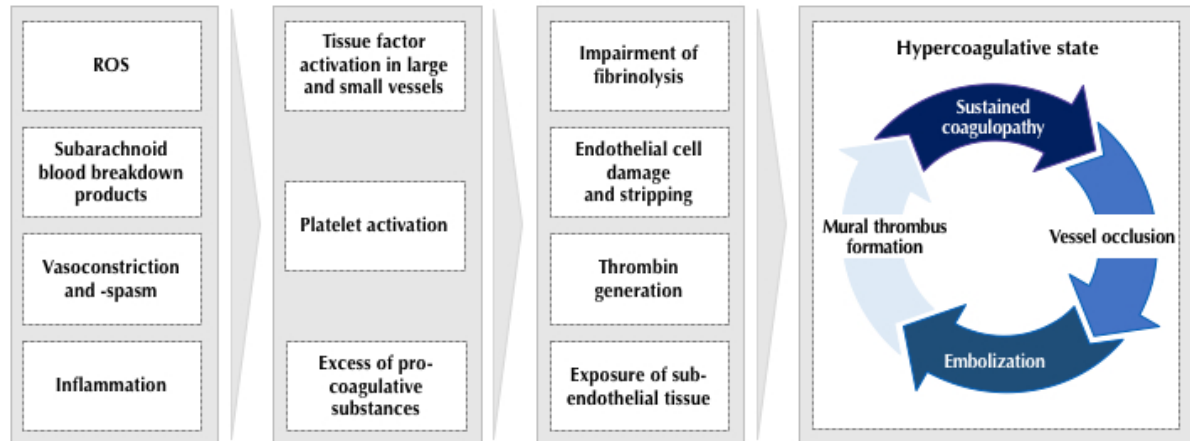 ROS
Subarachnoid
blood breakdown
products
Vasoconstriction
and -spasm
Inflammation
Tissue factor
activation in large
and small vessels
Platelet activation
Excess of pro-
coagulative
substances
Impairment of
fibrinolysis
Endothelial cell
damage
and stripping
Thrombin
generation
Exposure of sub-
endothelial tissue
Hypercoagulative state
Sustained
coagulopathy
Vessel occlusion
Embolization
Mural thrombus
formation